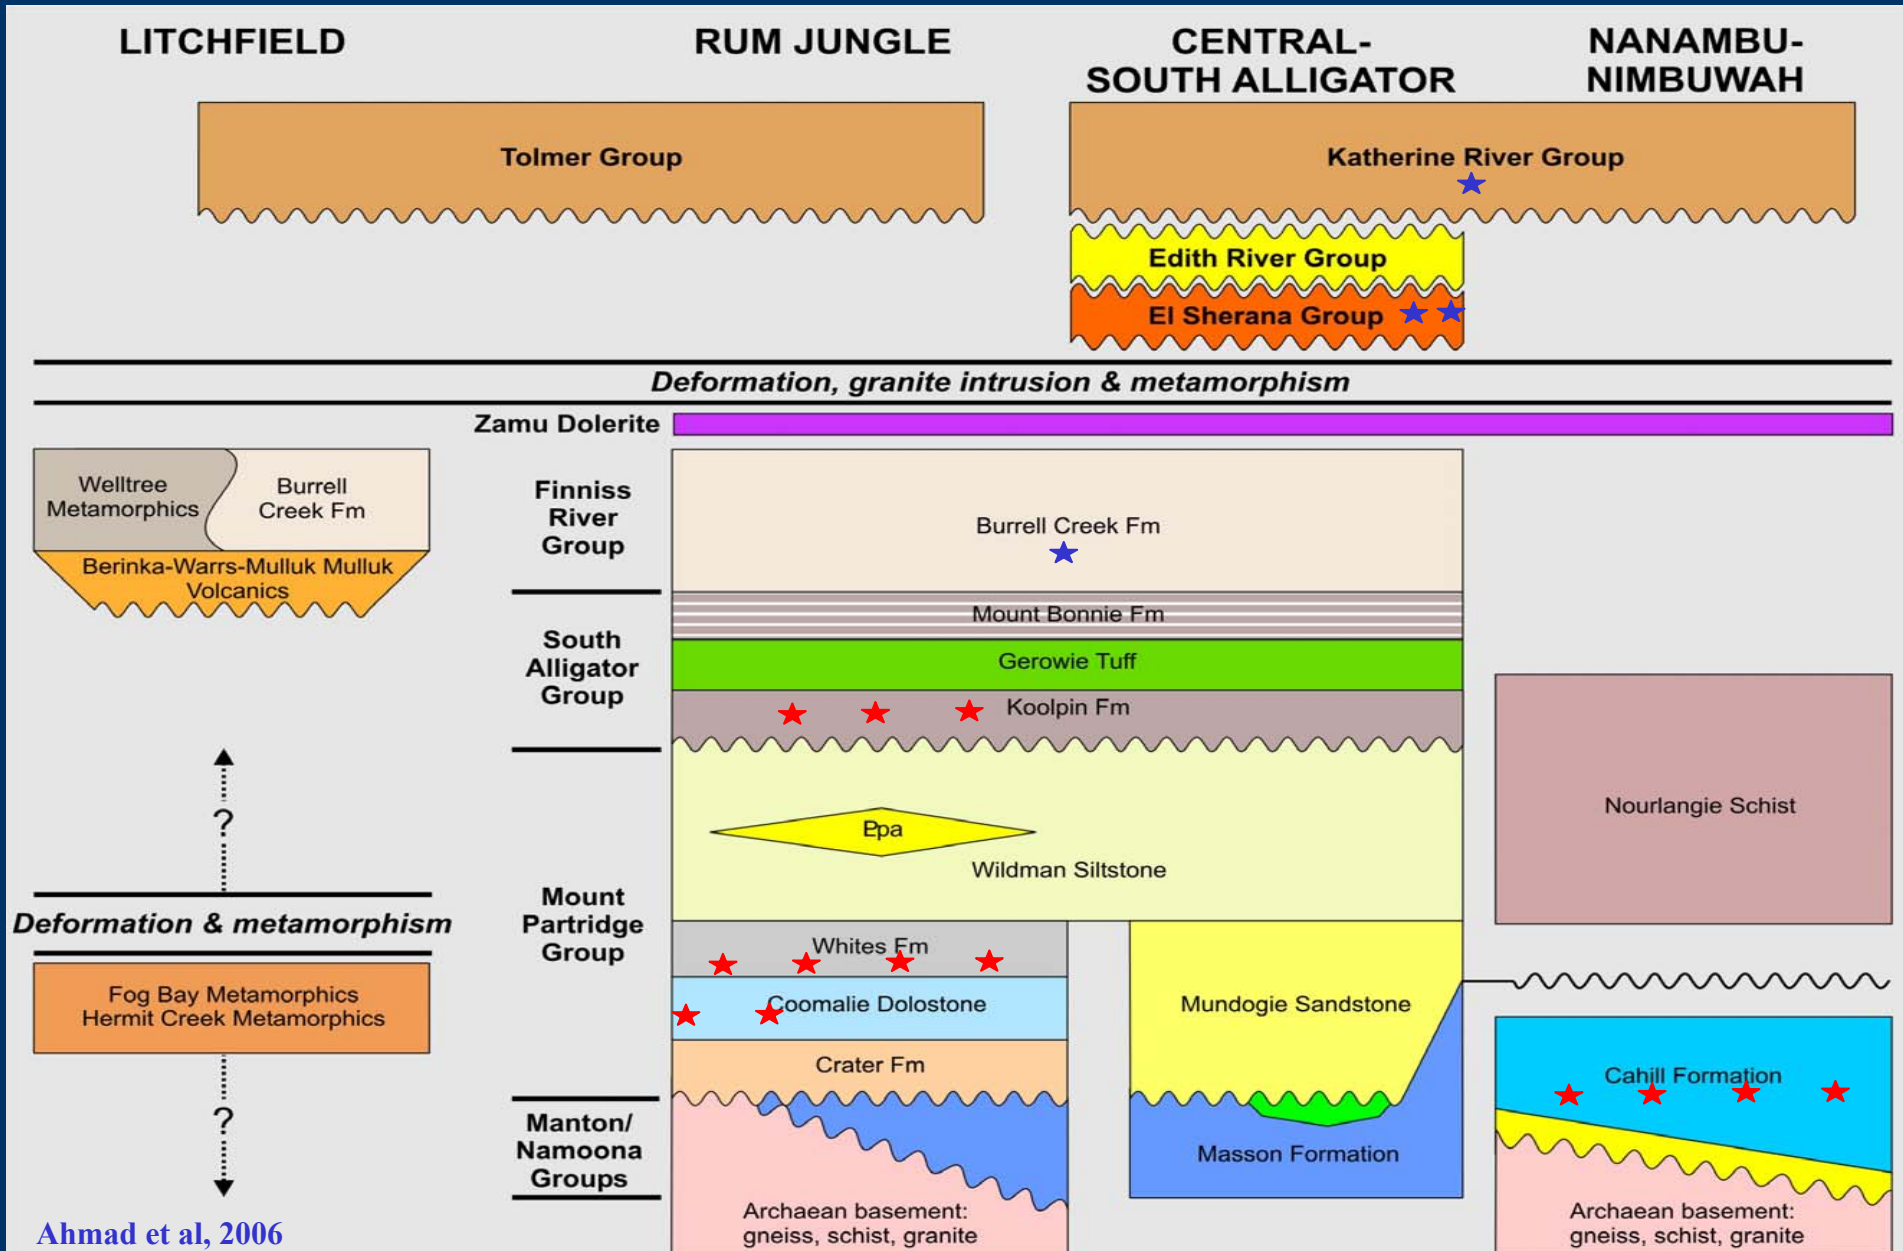 LITCHFIELD
RUM JUNGLE
CENTRAL-
SOUTH ALLIGATOR
NANAMBU-
NIMBUWAH
Tolmer Group
Katherine River Group
Edith River Group
El Sherana Group
Deformation, granite intrusion & metamorphism
Zamu Dolerite
Welltree
Metamorphics
Burrell
Creek Fm
Berinka-Warrs-Mulluk Mulluk
Volcanics
Finniss
River
Group
Burrell Creek Fm
South
Alligator
Group
Mount Bonnie Fm
Gerowie Tuff
Koolpin Fm
Nourlangie Schist
?
Ppa
Wildman Siltstone
Mount
Partridge
Group
Deformation & metamorphism
Whites Fm
Coomalie Dolostone
Mundogie Sandstone
Fog Bay Metamorphics
Hermit Creek Metamorphics
Crater Fm
Cahill Formation
?
Manton/
Namoona
Groups
Masson Formation
Archaean basement:
gneiss, schist, granite
Archaean basement:
gneiss, schist, granite
Ahmad et al, 2006